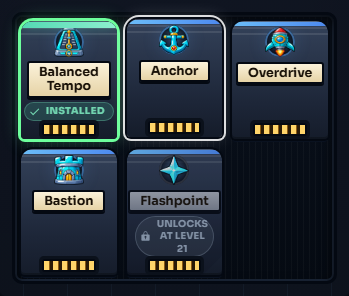 Balanced
Tempo
INSTALLED
Anchor
Overdrive
Bastion
Flashpoint
UNLOCKS
AT LEVEL
21